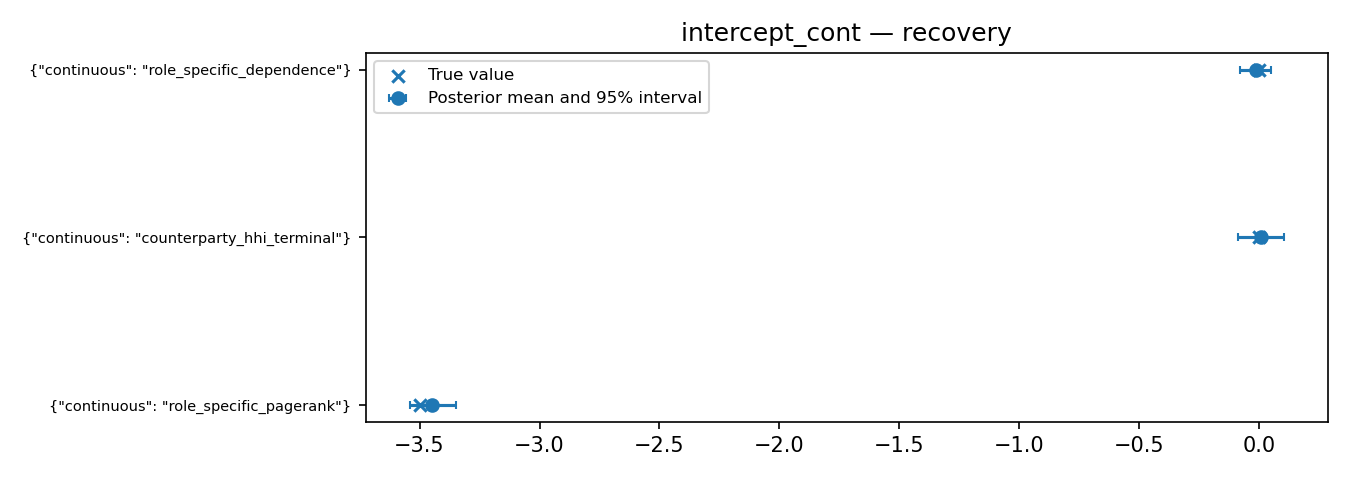 intercept_cont — recovery
{"continuous": "role_specific_dependence"}
True value
Posterior mean and 95% interval
{"continuous": "counterparty_hhi_terminal"}
{"continuous": "role_specific_pagerank"}
−3.5 −3.0 −2.5 −2.0 −1.5 −1.0 −0.5 0.0